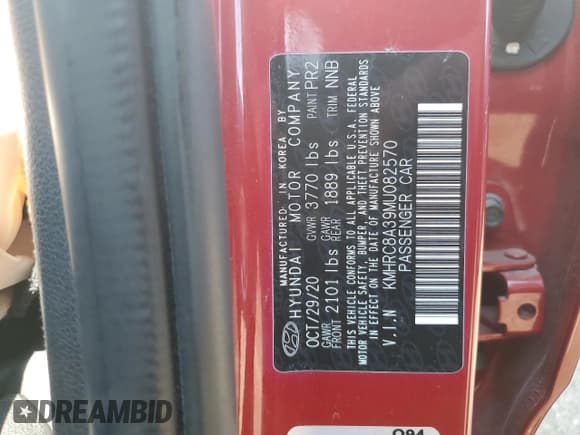 MANUFACTURED IN KOREA BY
HYUNDAI MOTOR COMPANY
OCT/29/20 GVWR 3770 lbs PAINT PR2
GAWR FRONT 2101 lbs GAWR REAR 1889 lbs TRIM NNB
THIS VEHICLE CONFORMS TO ALL APPLICABLE U.S.A. FEDERAL
MOTOR VEHICLE SAFETY, BUMPER, AND THEFT PREVENTION STANDARDS
IN EFFECT ON THE DATE OF MANUFACTURE SHOWN ABOVE
V.I.N KMHRC8A39MU082570
PASSENGER CAR
094
DREAMBID